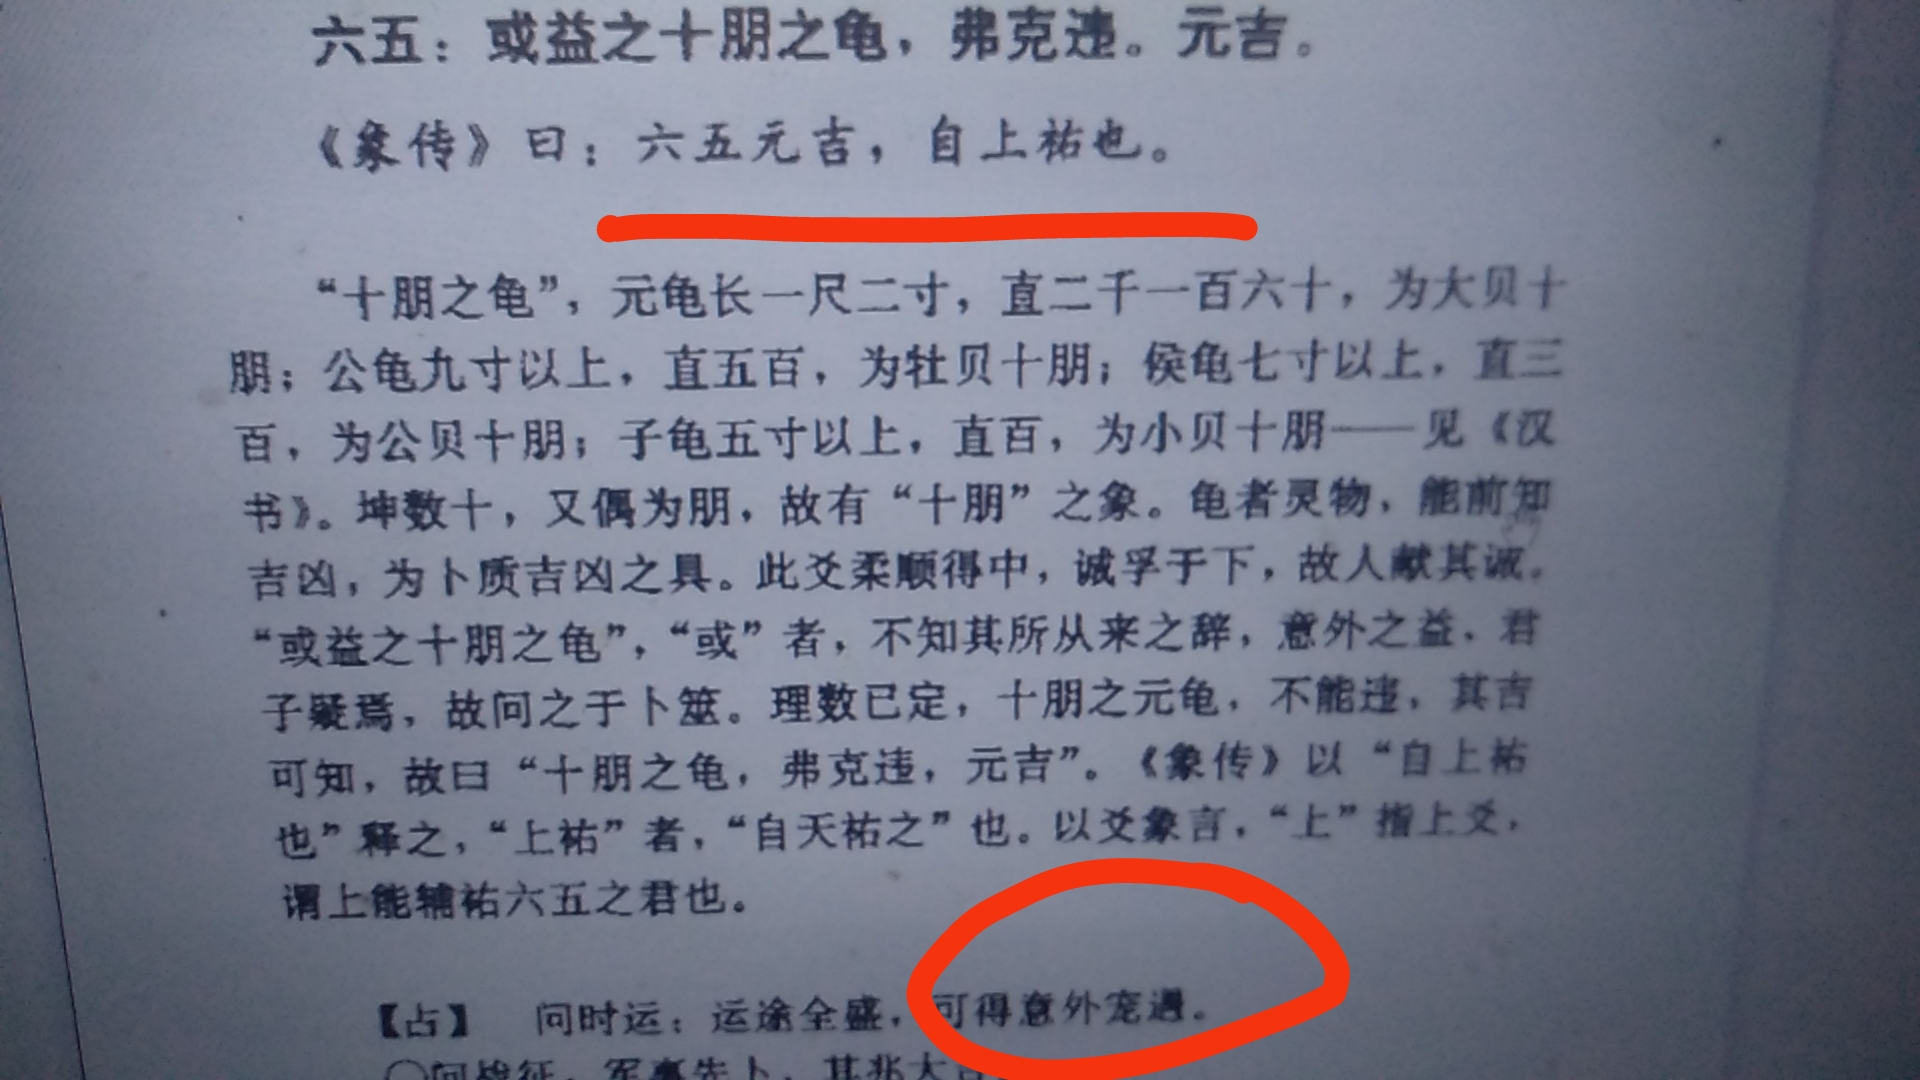 六五：或益之十朋之龟，弗克违。元吉。
《象传》曰：六五元吉，自上祐也。
“十朋之龟”，元龟长一尺二寸，直二千一百六十，为大贝十
朋；公龟九寸以上，直五百，为牡贝十朋；侯龟七寸以上，直三
百，为公贝十朋；子龟五寸以上，直百，为小贝十朋——见《汉
书》。坤数十，又偶为朋，故有“十朋”之象。龟者灵物，能前知
吉凶，为卜质吉凶之具。此爻柔顺得中，诚孚于下，故人献其诚。
“或益之十朋之龟”，“或”者，不知其所从来之辞，意外之益，君
子疑焉，故问之于卜筮。理数已定，十朋之元龟，不能违，其吉
可知，故曰“十朋之龟，弗克违，元吉”。《象传》以“自上祐
也”释之，“上祐”者，“自天祐之”也。以爻象言，“上”指上爻，
谓上能辅祐六五之君也。
【占】 问时运：运途全盛，可得意外宠遇。
〇问战征：军事先卜，其兆大吉